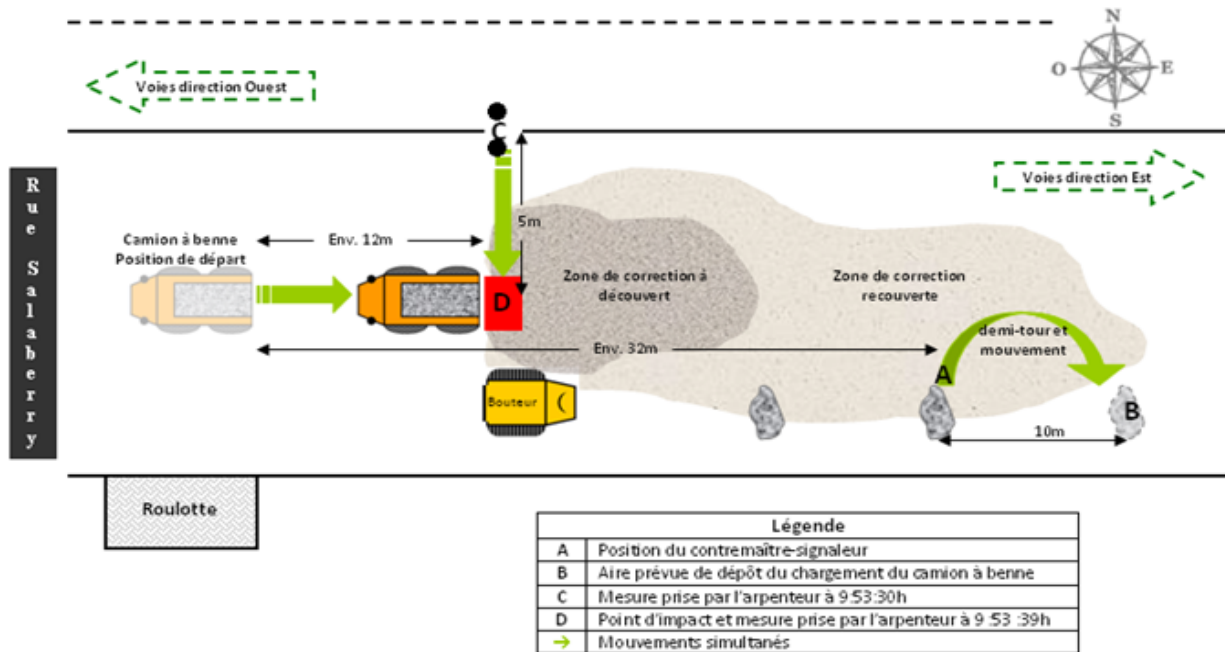 N
O
E
S
Voies direction Ouest
C
Voies direction Est
Rue Salaberry
5m
Camion à benne
Position de départ
Env. 12m
Zone de correction à
découvert
Zone de correction
recouverte
D
demi-tour et
mouvement
Env. 32m
A
Bouteur
B
10m
Roulotte
Légende
A Position du contremaître-signaleur
B Aire prévue de dépôt du chargement du camion à benne
C Mesure prise par l'arpenteur à 9:53:30h
D Point d'impact et mesure prise par l'arpenteur à 9:53 :39h
→ Mouvements simultanés